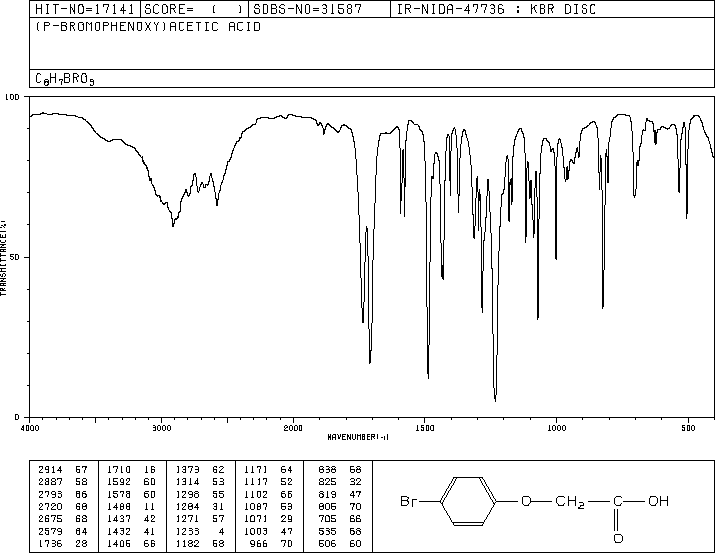 HIT-NO=17141 SCORE= ( ) SDBS-NO=31587 IR-NIDA-47736 : KBR DISC
(P-BROMOPHENOXY)ACETIC ACID
C8H7BRO3
100
50
0
TRANSMITTANCE(%)
4000 3000 2000 1500 1000 500
WAVENUMBER(-1)
2914 57 1710 16 1373 62 1171 64 838 68
2887 58 1592 60 1314 53 1117 52 825 32
2793 66 1578 60 1298 55 1102 66 819 47
2720 68 1488 11 1284 31 1087 53 806 70
2675 68 1437 42 1271 57 1071 29 705 66
2579 64 1432 41 1233 4 1003 47 535 68
1736 28 1405 66 1182 58 966 70 506 60
Br O CH2 C OH
O